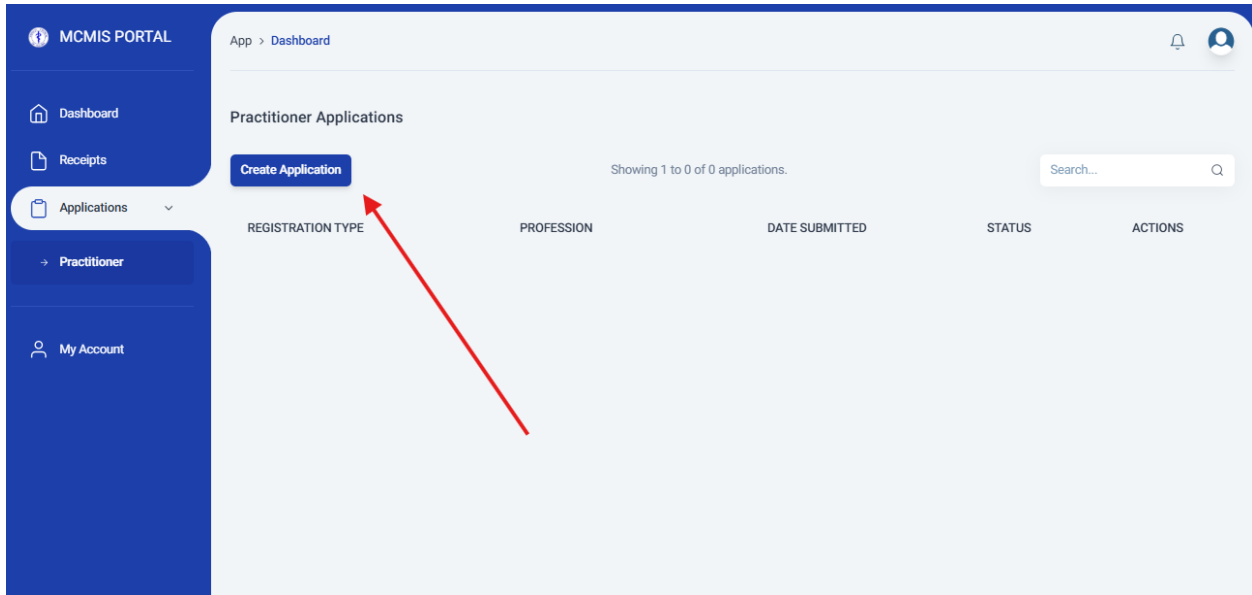 MCMIS PORTAL
Dashboard
Receipts
Applications
Practitioner
My Account
App > Dashboard
Practitioner Applications
Create Application
Showing 1 to 0 of 0 applications.
Search...
REGISTRATION TYPE PROFESSION DATE SUBMITTED STATUS ACTIONS